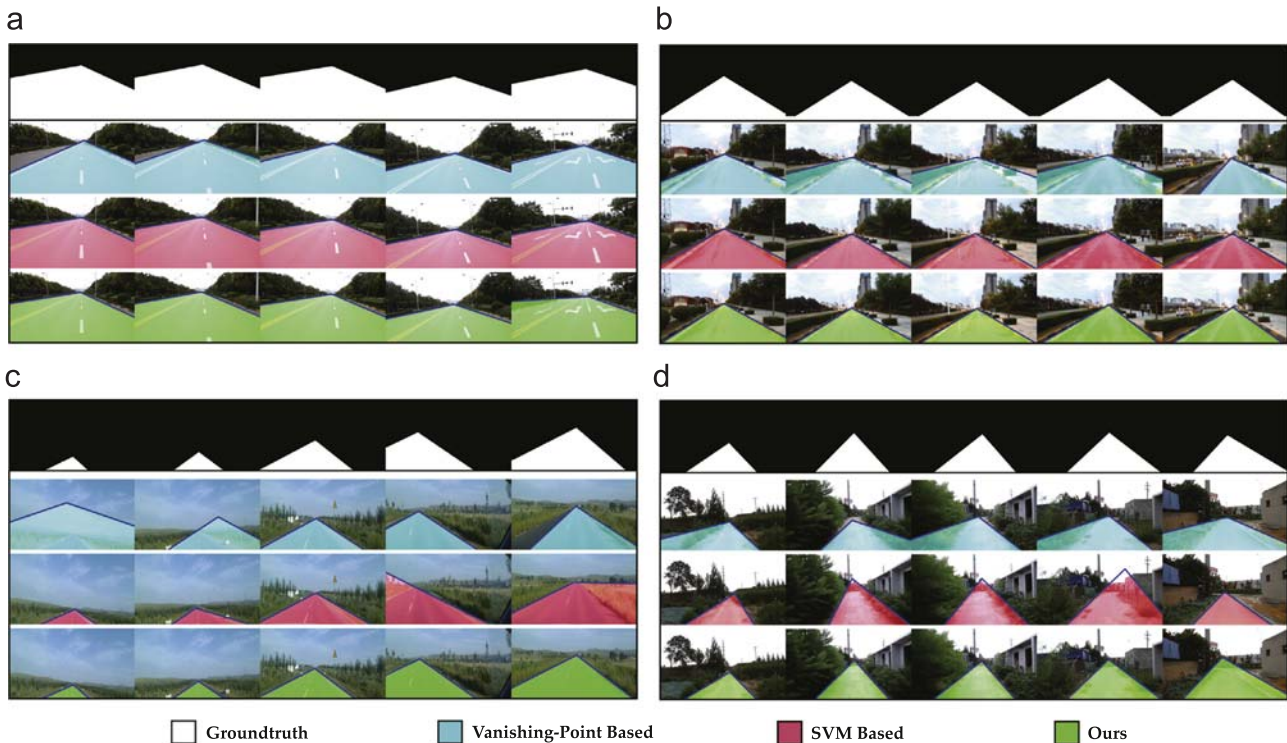 a
b
c
d
Groundtruth
Vanishing-Point Based
SVM Based
Ours